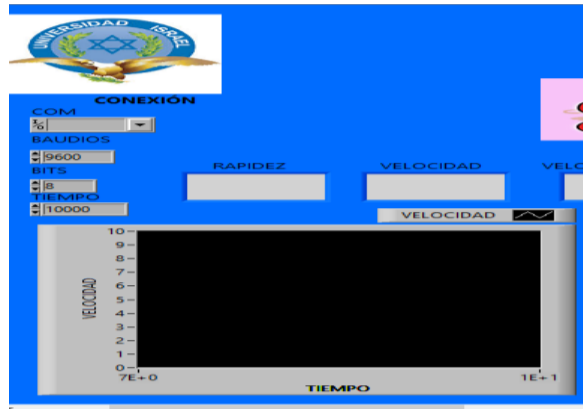 UNIVERSIDAD ISRAEL
CONEXIÓN
COM
I/O
BAUDIOS
9600
BITS
8
TIEMPO
10000
RAPIDEZ
VELOCIDAD
VELO
VELOCIDAD
10
9
8
7
6
5
4
3
2
1
0
VELOCIDAD
7E+0
1E+1
TIEMPO